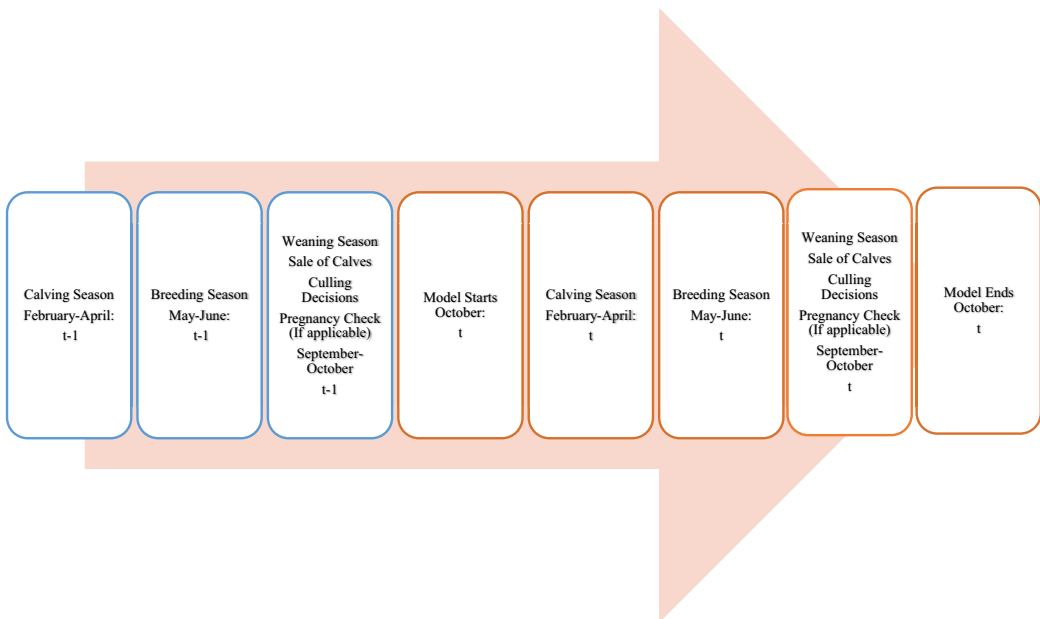 Calving Season
February-April:
t-1
Breeding Season
May-June:
t-1
Weaning Season
Sale of Calves
Culling
Decisions
Pregnancy Check
(If applicable)
September-
October
t-1
Model Starts
October:
t
Calving Season
February-April:
t
Breeding Season
May-June:
t
Weaning Season
Sale of Calves
Culling
Decisions
Pregnancy Check
(If applicable)
September-
October
t
Model Ends
October:
t